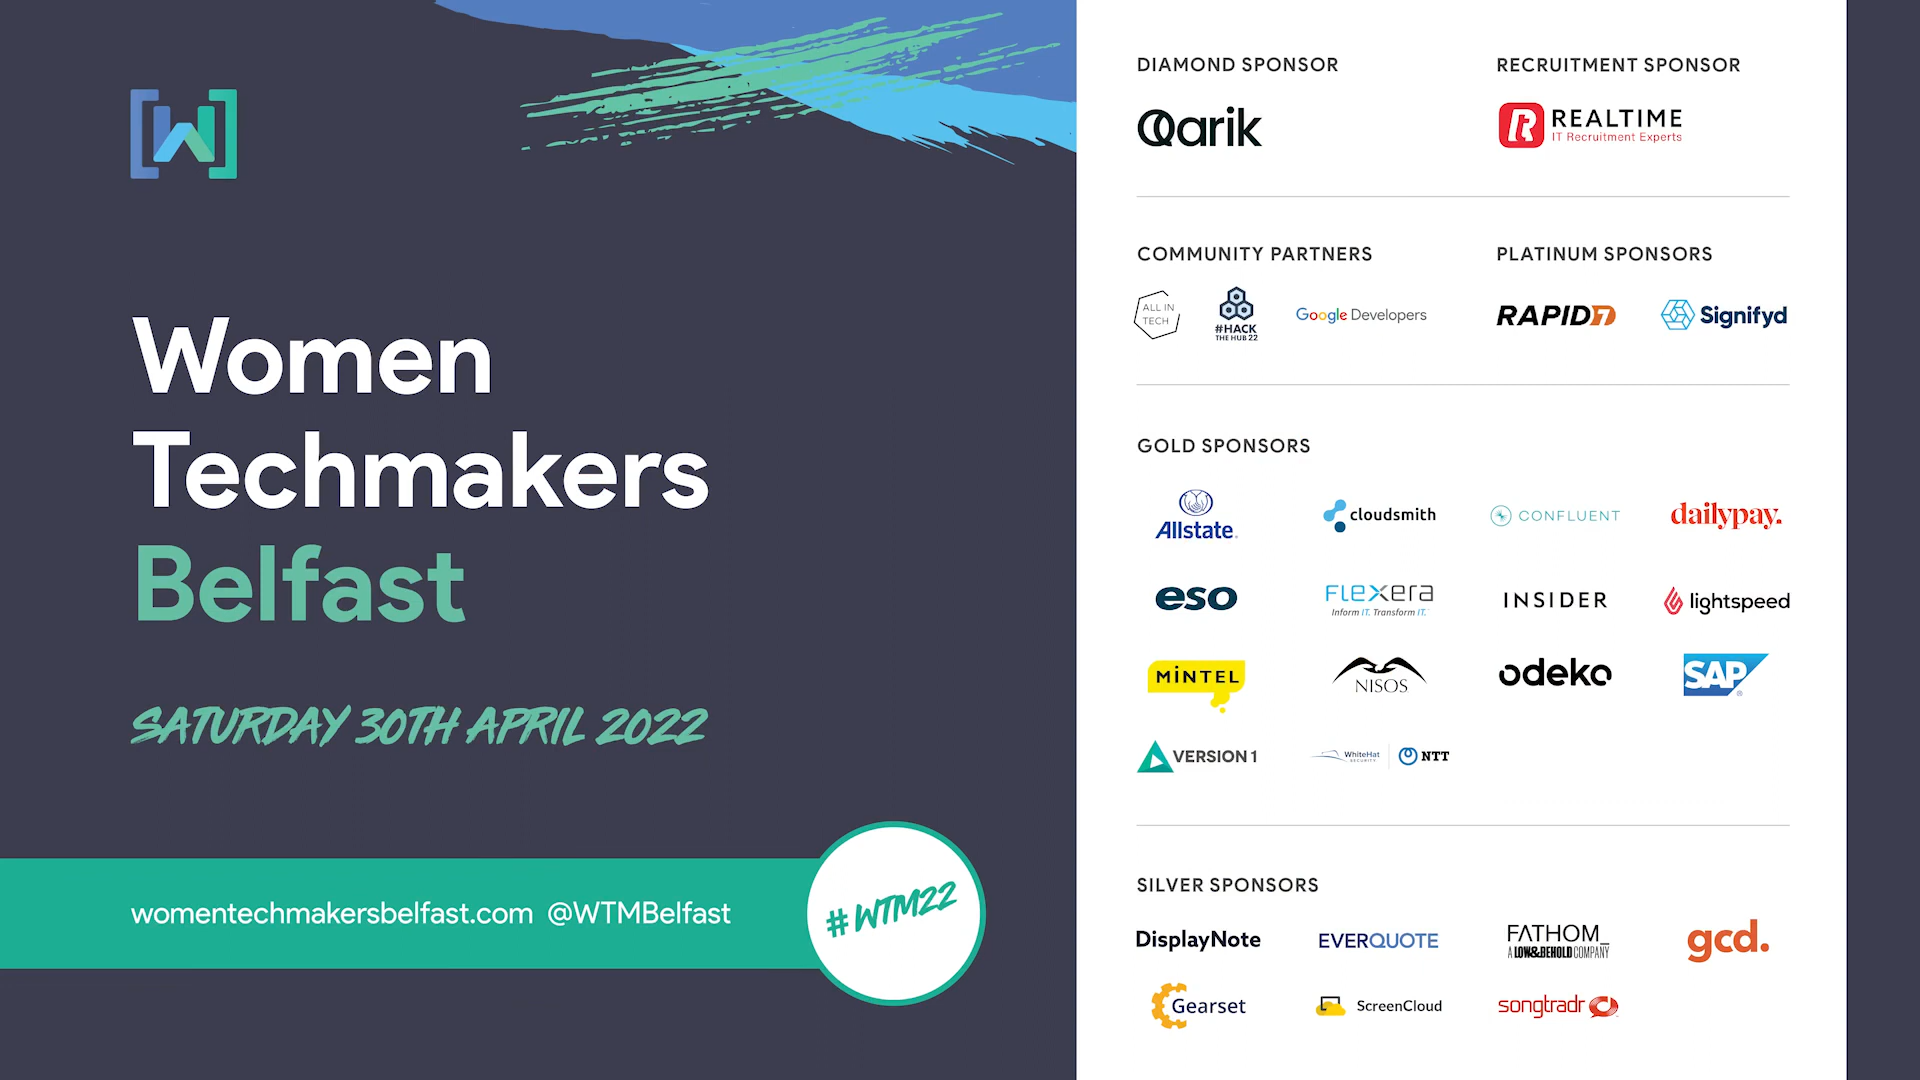 Women
Techmakers
Belfast
SATURDAY 30TH APRIL 2022
womentechmakersbelfast.com @WTMBelfast
#WTM22
DIAMOND SPONSOR
Qarik
RECRUITMENT SPONSOR
REALTIME
IT Recruitment Experts
COMMUNITY PARTNERS
ALL IN
TECH
#HACK
THE HUB 22
Google Developers
PLATINUM SPONSORS
RAPID7
Signifyd
GOLD SPONSORS
Allstate
cloudsmith
CONFLUENT
dailypay.
eso
FLEXERA
Inform IT. Transform IT.
INSIDER
lightspeed
MiNTEL
NISOS
odeko
SAP
VERSION 1
WhiteHat
SECURITY
NTT
SILVER SPONSORS
DisplayNote
EVERQUOTE
FATHOM_
A LOW&BEHOLD COMPANY
gcd.
Gearset
ScreenCloud
songtradr